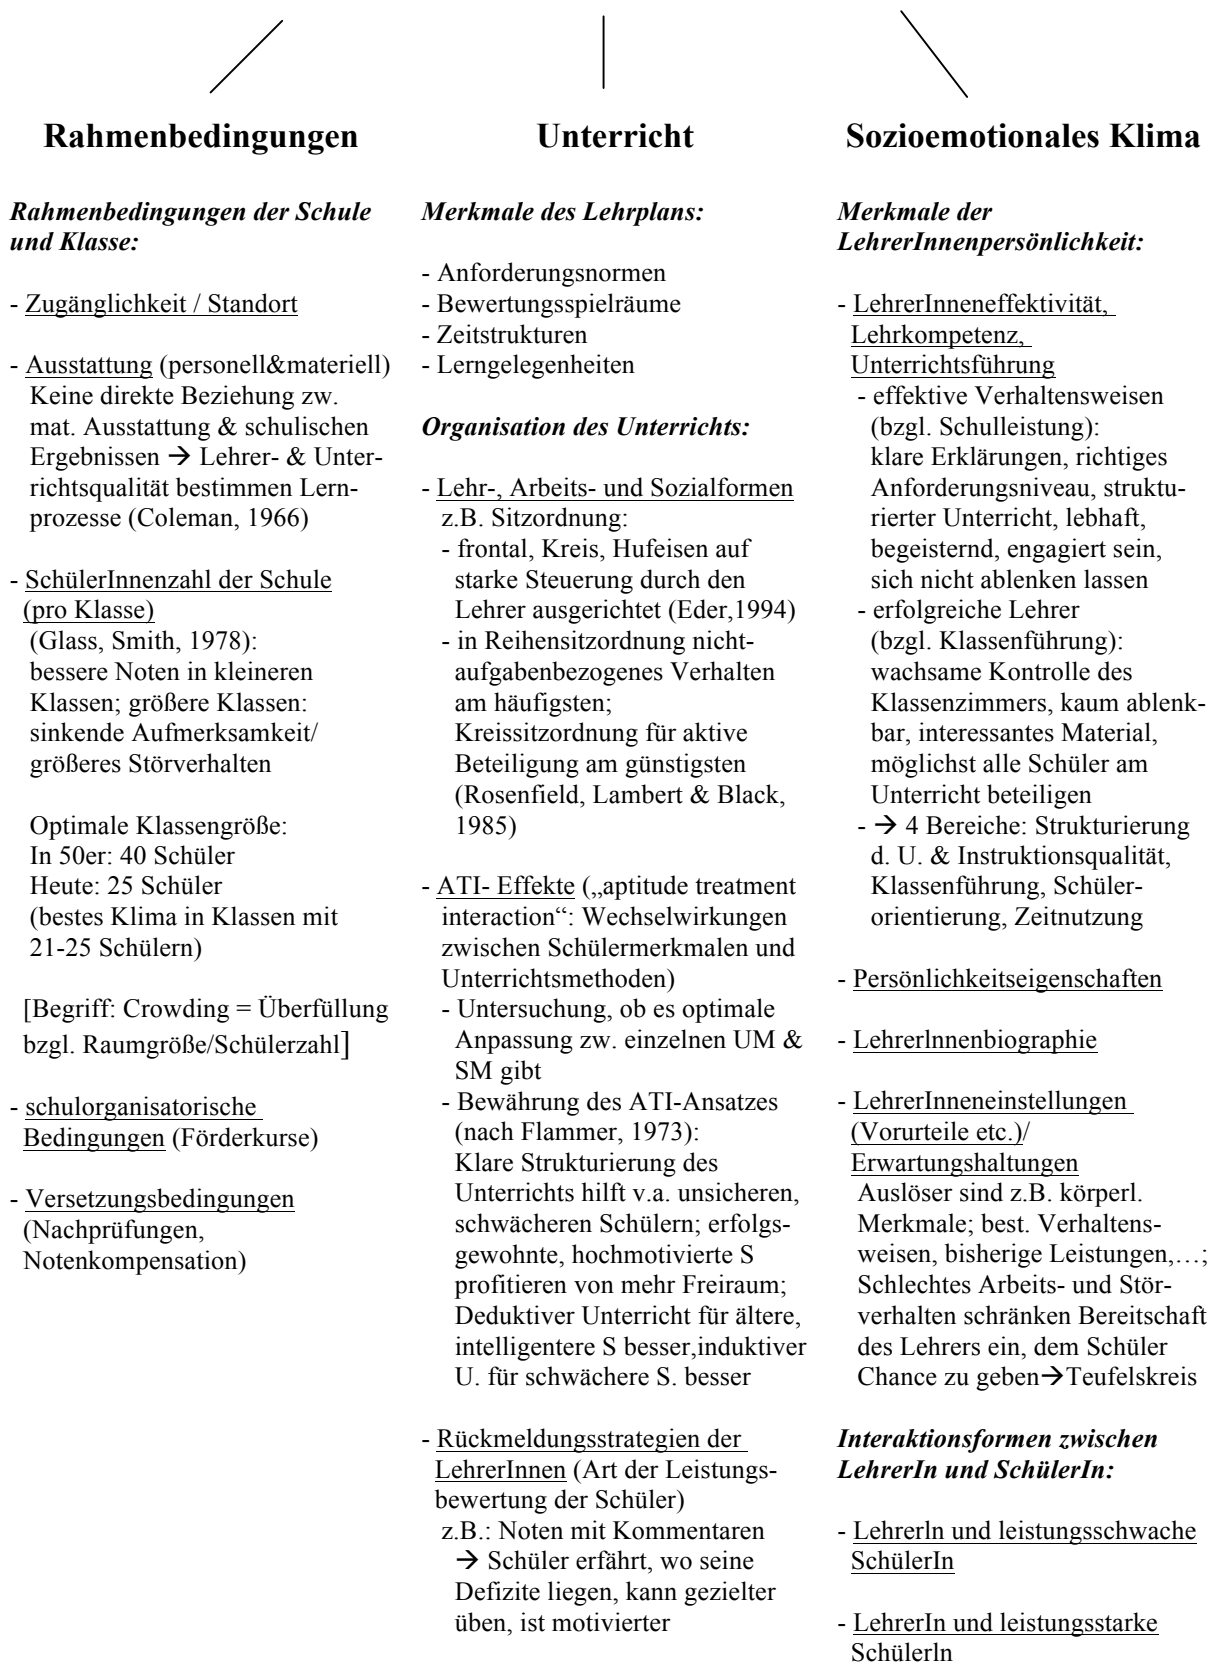 Rahmenbedingungen
Rahmenbedingungen der Schule
und Klasse:
- Zugänglichkeit / Standort
- Ausstattung (personell&materiell)
Keine direkte Beziehung zw.
mat. Ausstattung & schulischen
Ergebnissen → Lehrer- & Unter-
richtsqualität bestimmen Lern-
prozesse (Coleman, 1966)
- SchülerInnenzahl der Schule
(pro Klasse)
(Glass, Smith, 1978):
bessere Noten in kleineren
Klassen; größere Klassen:
sinkende Aufmerksamkeit/
größeres Störverhalten
Optimale Klassengröße:
In 50er: 40 Schüler
Heute: 25 Schüler
(bestes Klima in Klassen mit
21-25 Schülern)
[Begriff: Crowding = Überfüllung
bzgl. Raumgröße/Schülerzahl]
- schulorganisatorische
Bedingungen (Förderkurse)
- Versetzungsbedingungen
(Nachprüfungen,
Notenkompensation)
Unterricht
Merkmale des Lehrplans:
- Anforderungsnormen
- Bewertungsspielräume
- Zeitstrukturen
- Lerngelegenheiten
Organisation des Unterrichts:
- Lehr-, Arbeits- und Sozialformen
z.B. Sitzordnung:
- frontal, Kreis, Hufeisen auf
starke Steuerung durch den
Lehrer ausgerichtet (Eder,1994)
- in Reihensitzordnung nicht-
aufgabenbezogenes Verhalten
am häufigsten;
Kreissitzordnung für aktive
Beteiligung am günstigsten
(Rosenfield, Lambert & Black,
1985)
- ATI- Effekte („aptitude treatment
interaction“: Wechselwirkungen
zwischen Schülermerkmalen und
Unterrichtsmethoden)
- Untersuchung, ob es optimale
Anpassung zw. einzelnen UM &
SM gibt
- Bewährung des ATI-Ansatzes
(nach Flammer, 1973):
Klare Strukturierung des
Unterrichts hilft v.a. unsicheren,
schwächeren Schülern; erfolgs-
gewohnte, hochmotivierte S
profitieren von mehr Freiraum;
Deduktiver Unterricht für ältere,
intelligentere S besser,induktiver
U. für schwächere S. besser
- Rückmeldungsstrategien der
LehrerInnen (Art der Leistungs-
bewertung der Schüler)
z.B.: Noten mit Kommentaren
→ Schüler erfährt, wo seine
Defizite liegen, kann gezielter
üben, ist motivierter
Sozioemotionales Klima
Merkmale der
LehrerInnenpersönlichkeit:
- LehrerInneneffektivität,
Lehrkompetenz,
Unterrichtsführung
- effektive Verhaltensweisen
(bzgl. Schulleistung):
klare Erklärungen, richtiges
Anforderungsniveau, struktu-
rierter Unterricht, lebhaft,
begeisternd, engagiert sein,
sich nicht ablenken lassen
- erfolgreiche Lehrer
(bzgl. Klassenführung):
wachsame Kontrolle des
Klassenzimmers, kaum ablenk-
bar, interessantes Material,
möglichst alle Schüler am
Unterricht beteiligen
- → 4 Bereiche: Strukturierung
d. U. & Instruktionsqualität,
Klassenführung, Schüler-
orientierung, Zeitnutzung
- Persönlichkeitseigenschaften
- LehrerInnenbiographie
- LehrerInneneinstellungen
(Vorurteile etc.)/
Erwartungshaltungen
Auslöser sind z.B. körperl.
Merkmale; best. Verhaltens-
weisen, bisherige Leistungen,…;
Schlechtes Arbeits- und Stör-
verhalten schränken Bereitschaft
des Lehrers ein, dem Schüler
Chance zu geben→Teufelskreis
Interaktionsformen zwischen
LehrerIn und SchülerIn:
- LehrerIn und leistungsschwache
SchülerIn
- LehrerIn und leistungsstarke
SchülerIn